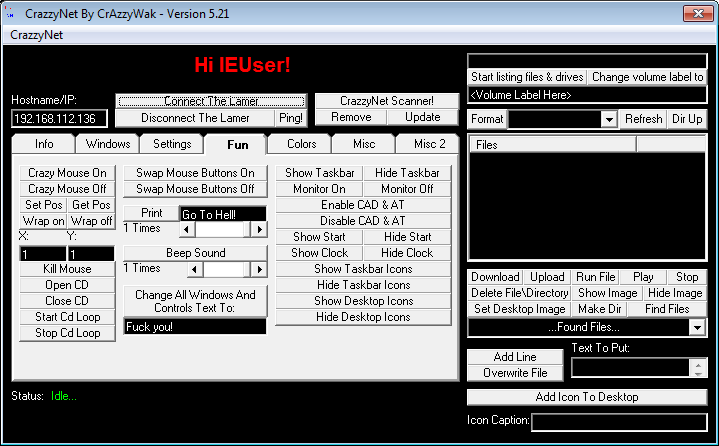 CrazzyNet By CrAzzyWak - Version 5.21
CrazzyNet
Hi IEUser!
Hostname/IP:
192.168.112.136
Connect The Lamer
Disconnect The Lamer
Ping!
CrazzyNet Scanner!
Remove
Update
Info
Windows
Settings
Fun
Colors
Misc
Misc 2
Crazy Mouse On
Crazy Mouse Off
Set Pos
Get Pos
Wrap on
Wrap off
X:
Y:
1
1
Kill Mouse
Open CD
Close CD
Start Cd Loop
Stop Cd Loop
Swap Mouse Buttons On
Swap Mouse Buttons Off
Print
Go To Hell!
1 Times
Beep Sound
1 Times
Change All Windows And
Controls Text To:
Fuck you!
Show Taskbar
Hide Taskbar
Monitor On
Monitor Off
Enable CAD & AT
Disable CAD & AT
Show Start
Hide Start
Show Clock
Hide Clock
Show Taskbar Icons
Hide Taskbar Icons
Show Desktop Icons
Hide Desktop Icons
Status: Idle...
Start listing files & drives
Change volume label to
<Volume Label Here>
Format
Refresh
Dir Up
Files
Download
Upload
Run File
Play
Stop
Delete File\Directory
Show Image
Hide Image
Set Desktop Image
Make Dir
Find Files
...Found Files...
Add Line
Overwrite File
Text To Put:
Add Icon To Desktop
Icon Caption: